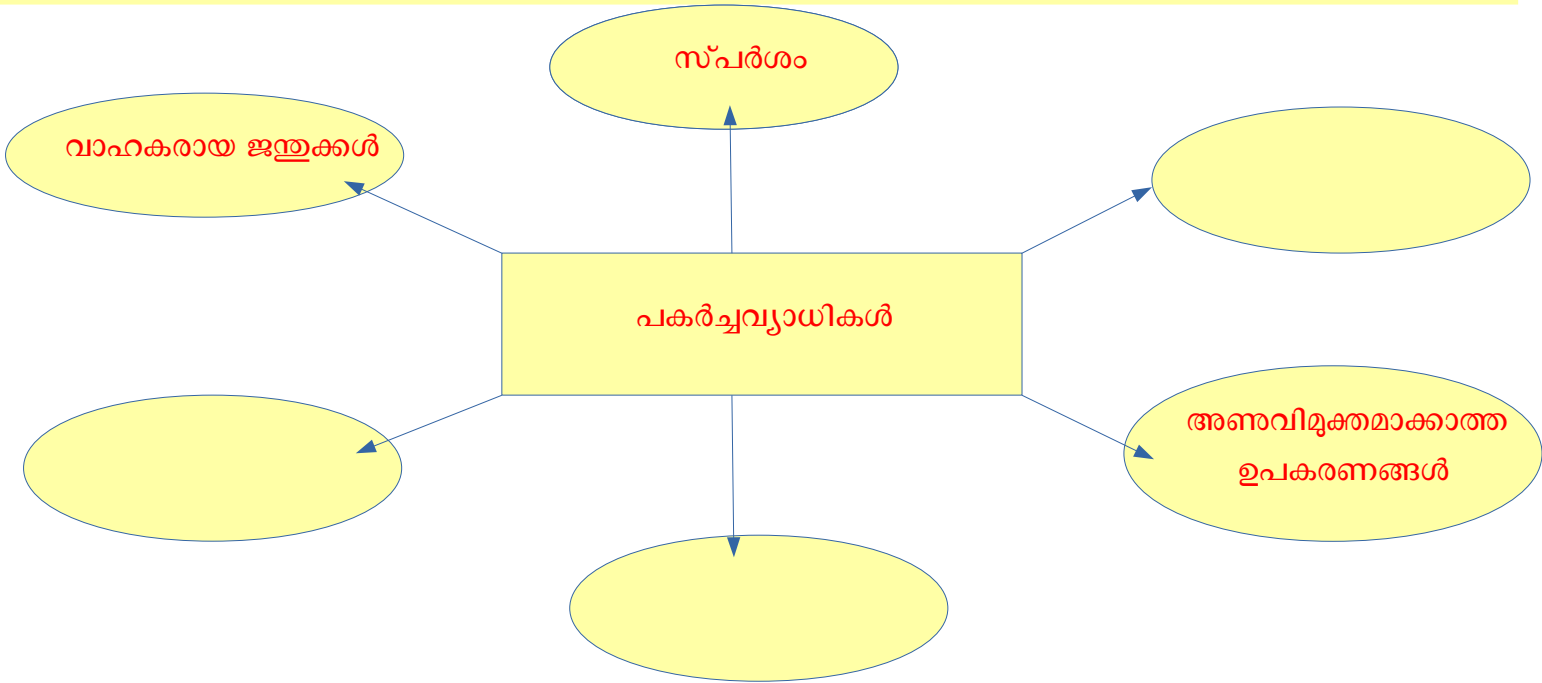 സ്പർശം
വാഹകരായ ജന്തുക്കൾ
പകർച്ചവ്യാധികൾ
അണുവിമുക്തമാക്കാത്ത
ഉപകരണങ്ങൾ